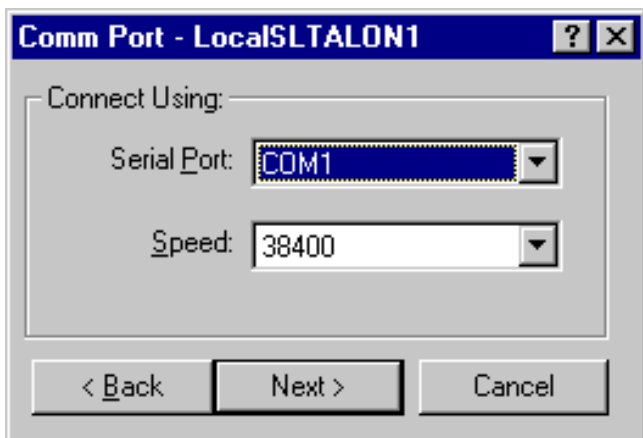 Comm Port - LocalSLTALON1 ? X
Connect Using:
Serial Port: COM1
Speed: 38400
< Back Next > Cancel